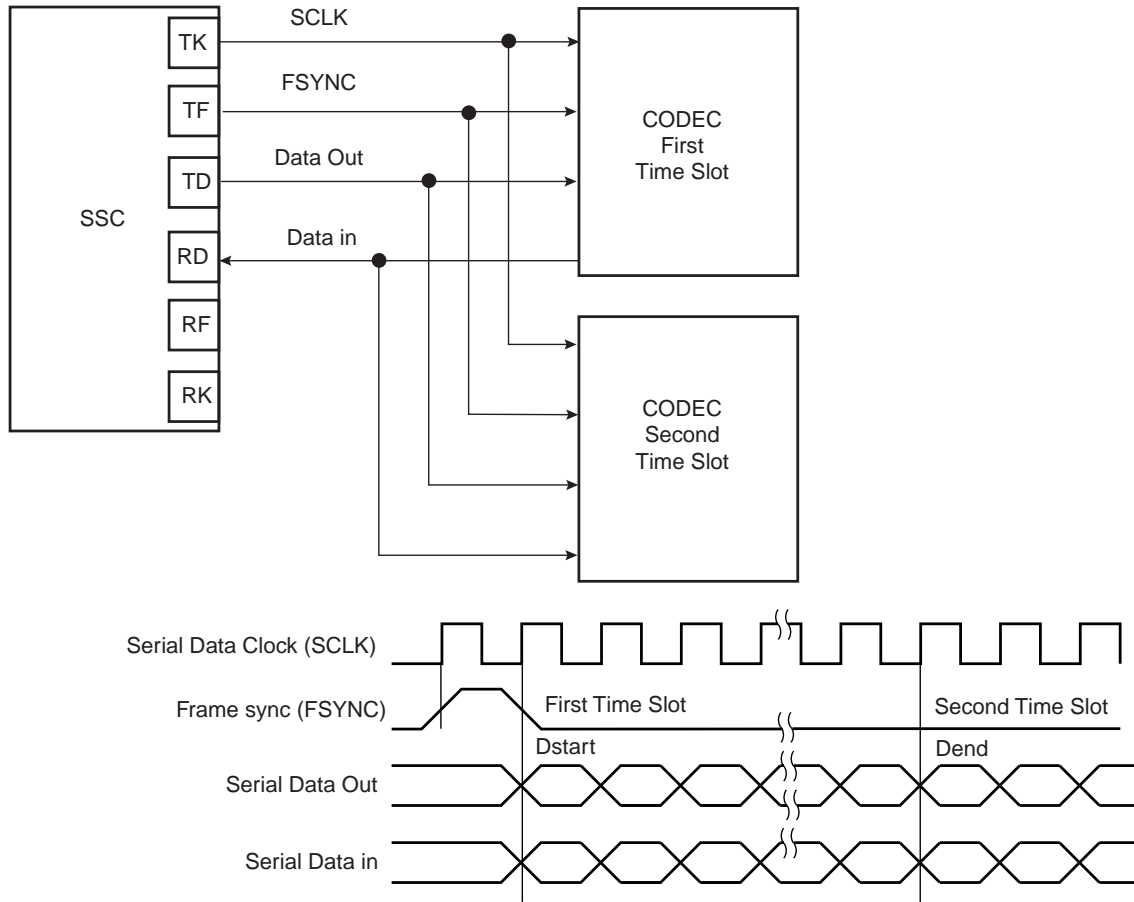 SSC
TK
TF
TD
RD
RF
RK
SCLK
FSYNC
Data Out
Data in
CODEC
First
Time Slot
CODEC
Second
Time Slot
Serial Data Clock (SCLK)
Frame sync (FSYNC)
First Time Slot
Second Time Slot
Dstart
Dend
Serial Data Out
Serial Data in